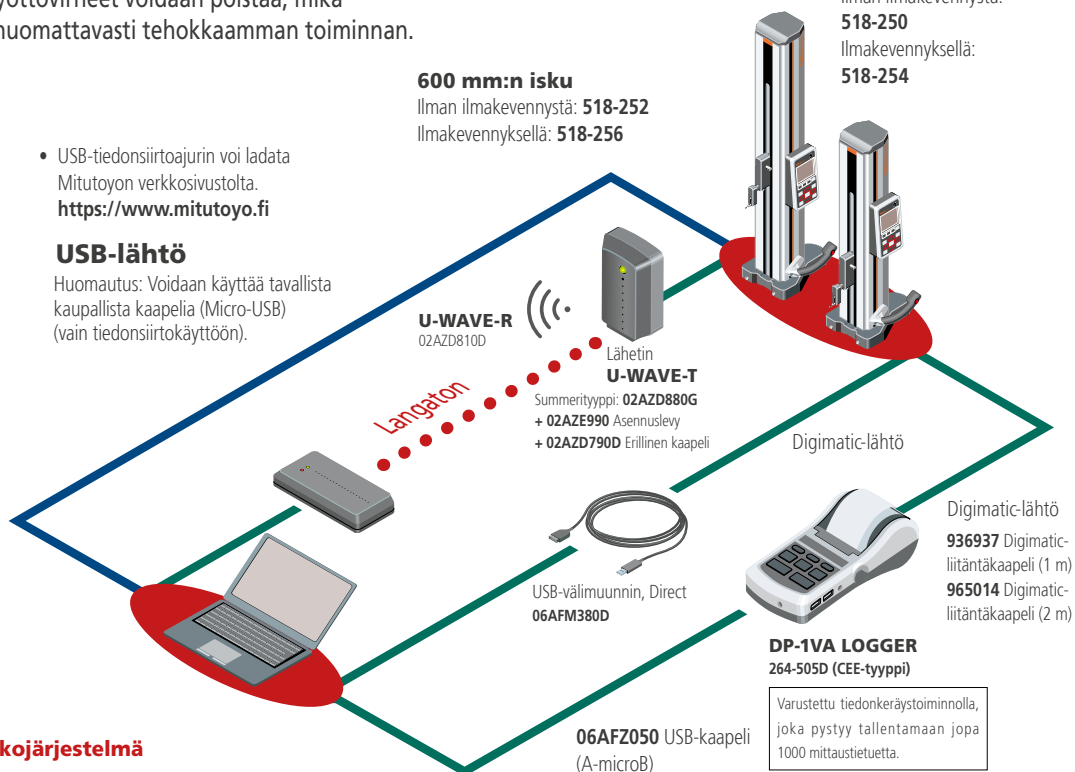 huomattavasti tehokkaamman toiminnan.
518-250
Ilmakevennyksellä:
518-254
600 mm:n isku
Ilman ilmakevennystä: 518-252
Ilmakevennyksellä: 518-256
• USB-tiedonsiirtoajurin voi ladata
Mitutoyon verkkosivustolta.
https://www.mitutoyo.fi
USB-lähtö
Huomautus: Voidaan käyttää tavallista
kaupallista kaapelia (Micro-USB)
(vain tiedonsiirtokäyttöön).
U-WAVE-R
02AZD810D
Lähetin
U-WAVE-T
Summerityyppi: 02AZD880G
+ 02AZE990 Asennuslevy
+ 02AZD790D Erillinen kaapeli
Langaton
Digimatic-lähtö
USB-välimuunnin, Direct
06AFM380D
Digimatic-lähtö
936937 Digimatic-
liitäntäkaapeli (1 m)
965014 Digimatic-
liitäntäkaapeli (2 m)
DP-1VA LOGGER
264-505D (CEE-tyyppi)
Varustettu tiedonkeräystoiminnolla,
joka pystyy tallentamaan jopa
1000 mittaustietuetta.
06AFZ050 USB-kaapeli
(A-microB)
kojärjestelmä